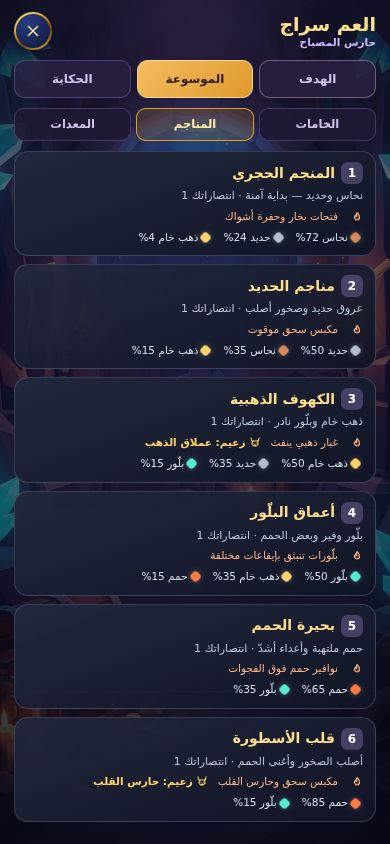 العم سراج
حارس المصباح
الهدف
الموسوعة
الحكاية
الخامات
المناجم
المعدات
1 المنجم الحجري
نحاس وحديد — بداية آمنة · انتصاراتك 1
فتحات بخار وحفرة أشواك
نحاس 72% حديد 24% ذهب خام 4%
2 مناجم الحديد
عروق حديد وصخور أصلب · انتصاراتك 1
مكبس سحق موقوت
حديد 50% نحاس 35% ذهب خام 15%
3 الكهوف الذهبية
ذهب خام وبلّور نادر · انتصاراتك 1
غبار ذهبي ينفث زعيم: عملاق الذهب
ذهب خام 50% حديد 35% بلّور 15%
4 أعماق البلّور
بلّور وفير وبعض الحمم · انتصاراتك 1
بلّورات تنبثق بإيقاعات مختلفة
بلّور 50% ذهب خام 35% حمم 15%
5 بحيرة الحمم
حمم ملتهبة وأعداء أشدّ · انتصاراتك 1
نوافير حمم فوق الفجوات
حمم 65% بلّور 35%
6 قلب الأسطورة
أصلب الصخور وأغنى الحمم · انتصاراتك 1
مكبس سحق وحارس القلب زعيم: حارس القلب
حمم 85% بلّور 15%